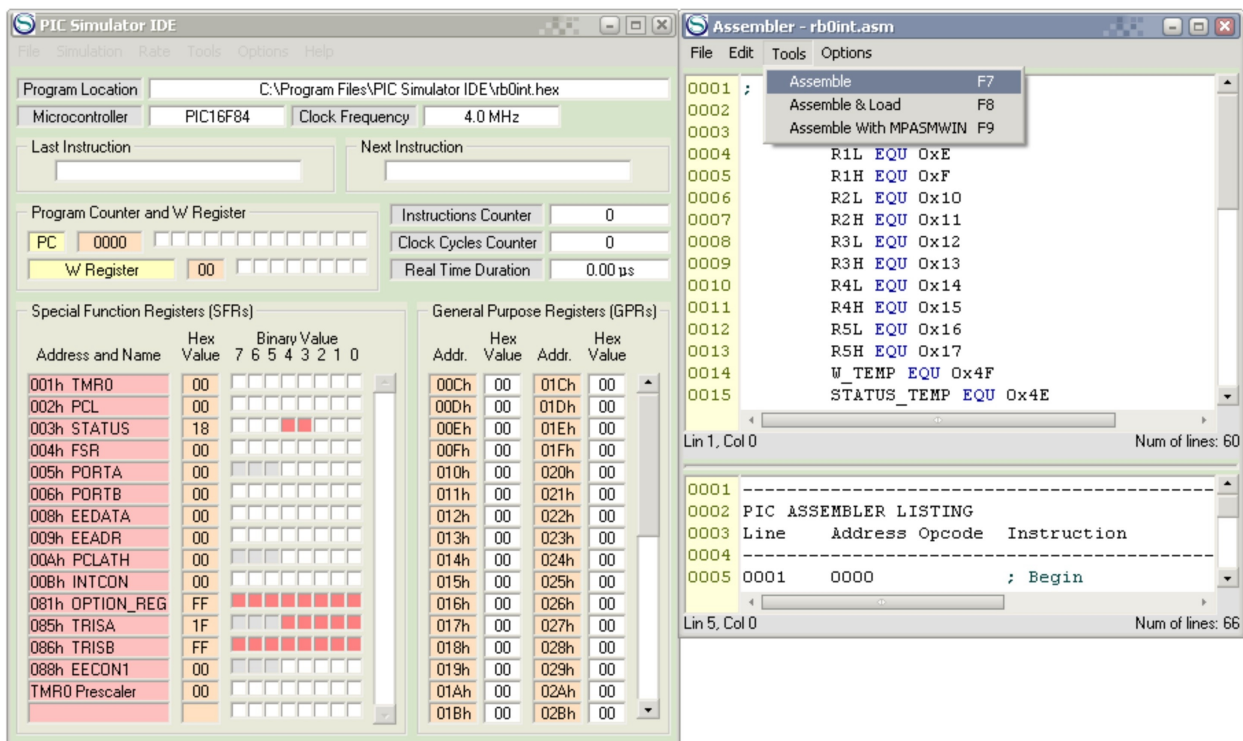 PIC Simulator IDE
File Simulation Rate Tools Options Help
Program Location C:\Program Files\PIC Simulator IDE\rb0int.hex
Microcontroller PIC16F84 Clock Frequency 4.0 MHz
Last Instruction Next Instruction
Program Counter and W Register
PC 0000
W Register 00
Instructions Counter 0
Clock Cycles Counter 0
Real Time Duration 0.00 µs
Special Function Registers (SFRs)
Hex Binary Value
Address and Name Value 7 6 5 4 3 2 1 0
001h TMR0 00
002h PCL 00
003h STATUS 18
004h FSR 00
005h PORTA 00
006h PORTB 00
008h EEDATA 00
009h EEADR 00
00Ah PCLATH 00
00Bh INTCON 00
081h OPTION_REG FF
085h TRISA 1F
086h TRISB FF
088h EECON1 00
TMR0 Prescaler 00
General Purpose Registers (GPRs)
Hex Hex
Addr. Value Addr. Value
00Ch 00 01Ch 00
00Dh 00 01Dh 00
00Eh 00 01Eh 00
00Fh 00 01Fh 00
010h 00 020h 00
011h 00 021h 00
012h 00 022h 00
013h 00 023h 00
014h 00 024h 00
015h 00 025h 00
016h 00 026h 00
017h 00 027h 00
018h 00 028h 00
019h 00 029h 00
01Ah 00 02Ah 00
01Bh 00 02Bh 00
Assembler - rb0int.asm
File Edit Tools Options
Assemble F7
Assemble & Load F8
Assemble With MPASMWIN F9
0001 ;
0002
0003
0004 R1L EQU 0xE
0005 R1H EQU 0xF
0006 R2L EQU 0x10
0007 R2H EQU 0x11
0008 R3L EQU 0x12
0009 R3H EQU 0x13
0010 R4L EQU 0x14
0011 R4H EQU 0x15
0012 R5L EQU 0x16
0013 R5H EQU 0x17
0014 W_TEMP EQU 0x4F
0015 STATUS_TEMP EQU 0x4E
Lin 1, Col 0 Num of lines: 60
0001 ------------------------------------------------
0002 PIC ASSEMBLER LISTING
0003 Line Address Opcode Instruction
0004 ------------------------------------------------
0005 0001 0000 ; Begin
Lin 5, Col 0 Num of lines: 66